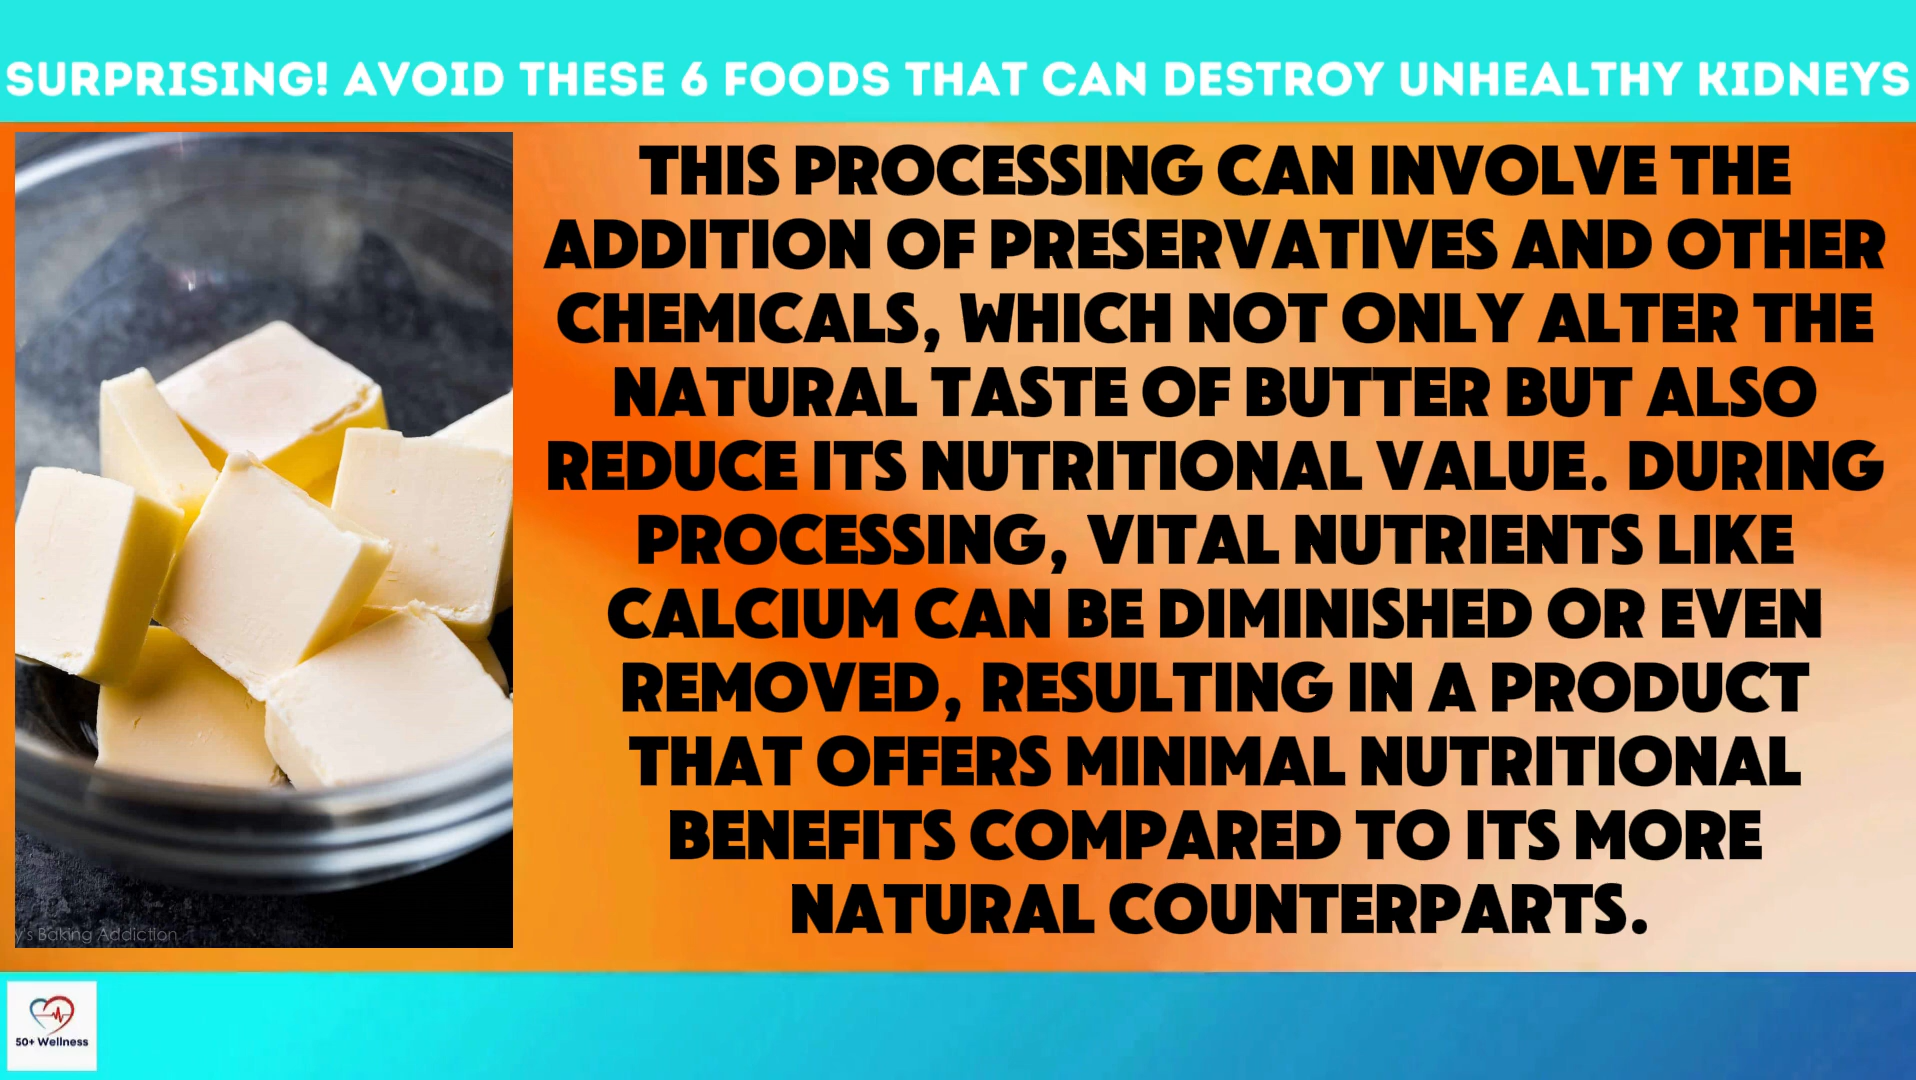 SURPRISING! AVOID THESE 6 FOODS THAT CAN DESTROY UNHEALTHY KIDNEYS
THIS PROCESSING CAN INVOLVE THE
ADDITION OF PRESERVATIVES AND OTHER
CHEMICALS, WHICH NOT ONLY ALTER THE
NATURAL TASTE OF BUTTER BUT ALSO
REDUCE ITS NUTRITIONAL VALUE. DURING
PROCESSING, VITAL NUTRIENTS LIKE
CALCIUM CAN BE DIMINISHED OR EVEN
REMOVED, RESULTING IN A PRODUCT
THAT OFFERS MINIMAL NUTRITIONAL
BENEFITS COMPARED TO ITS MORE
NATURAL COUNTERPARTS.
y's Baking Addiction
50+ Wellness